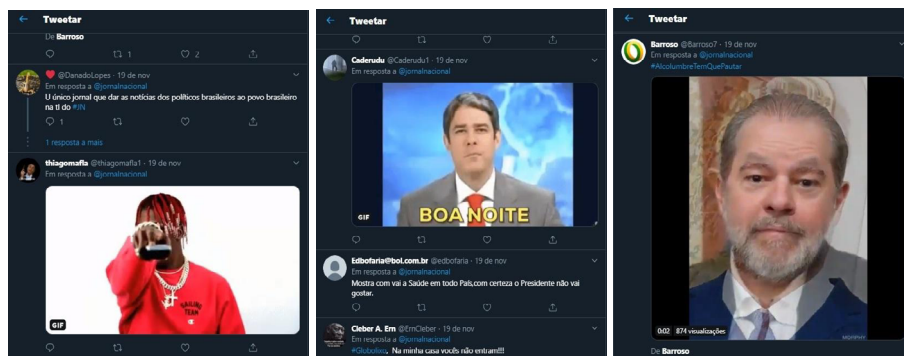 Tweetar
De Barroso
1 2
@DanadoLopes · 19 de nov
Em resposta a @jornalnacional
U único jornal que dar as notícias dos políticos brasileiros ao povo brasileiro
na tl do #JN
1
1 resposta a mais
thiagomafla @thiagomafla1 · 19 de nov
Em resposta a @jornalnacional
SAILING
TEAM
GIF
Tweetar
Caderudu @Caderudu1 · 19 de nov
Em resposta a @jornalnacional
BOA NOITE
GIF
Edbofaria@bol.com.br @edbofaria · 19 de nov
Em resposta a @jornalnacional
Mostra com vai a Saúde em todo País,com certeza o Presidente não vai
gostar.
Cleber A. Ern @ErnCleber · 19 de nov
Em resposta a @jornalnacional
#Globolixo, Na minha casa vouls não entram!!!
Tweetar
Barroso @Barroso7 · 19 de nov
Em resposta a @jornalnacional
#AlcolumbreTemQuePautar
0:02 874 visualizações
De Barroso